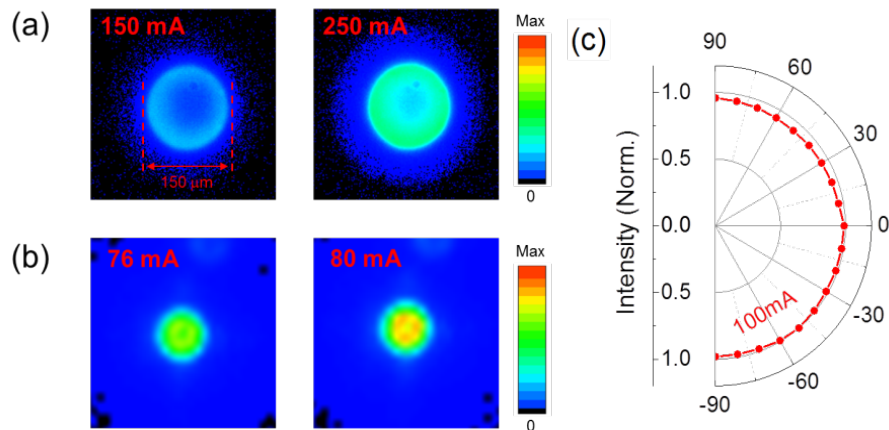 (a)
150 mA
150 μm
250 mA
Max
0
(b)
76 mA
80 mA
Max
0
(c)
Intensity (Norm.)
1.0
0.5
0.0
0.5
1.0
90
60
30
0
-30
-60
-90
100mA